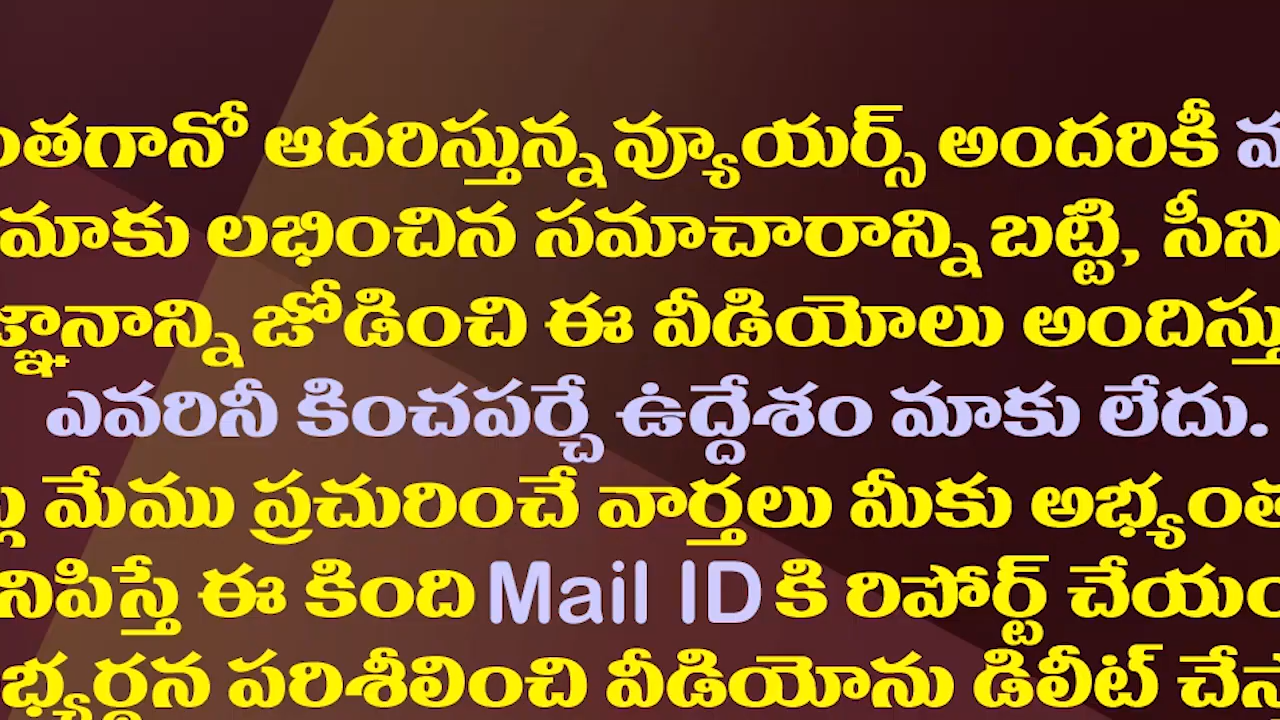 ంతగానో ఆదరిస్తున్న వ్యూయర్స్ అందరికీ
మాకు లభించిన సమాచారాన్ని బట్టి, సీని
జ్ఞానాన్ని జోడించి ఈ వీడియోలు అందిస్తు
ఎవరినీ కించపర్చే ఉద్దేశం మాకు లేదు.
ల్ల మేము ప్రచురించే వార్తలు మీకు అభ్యంత
నిపిస్తే ఈ కింది Mail ID కి రిపోర్ట్ చేయం
భ్యర్థన పరిశీలించి వీడియోను డిలీట్ చేస